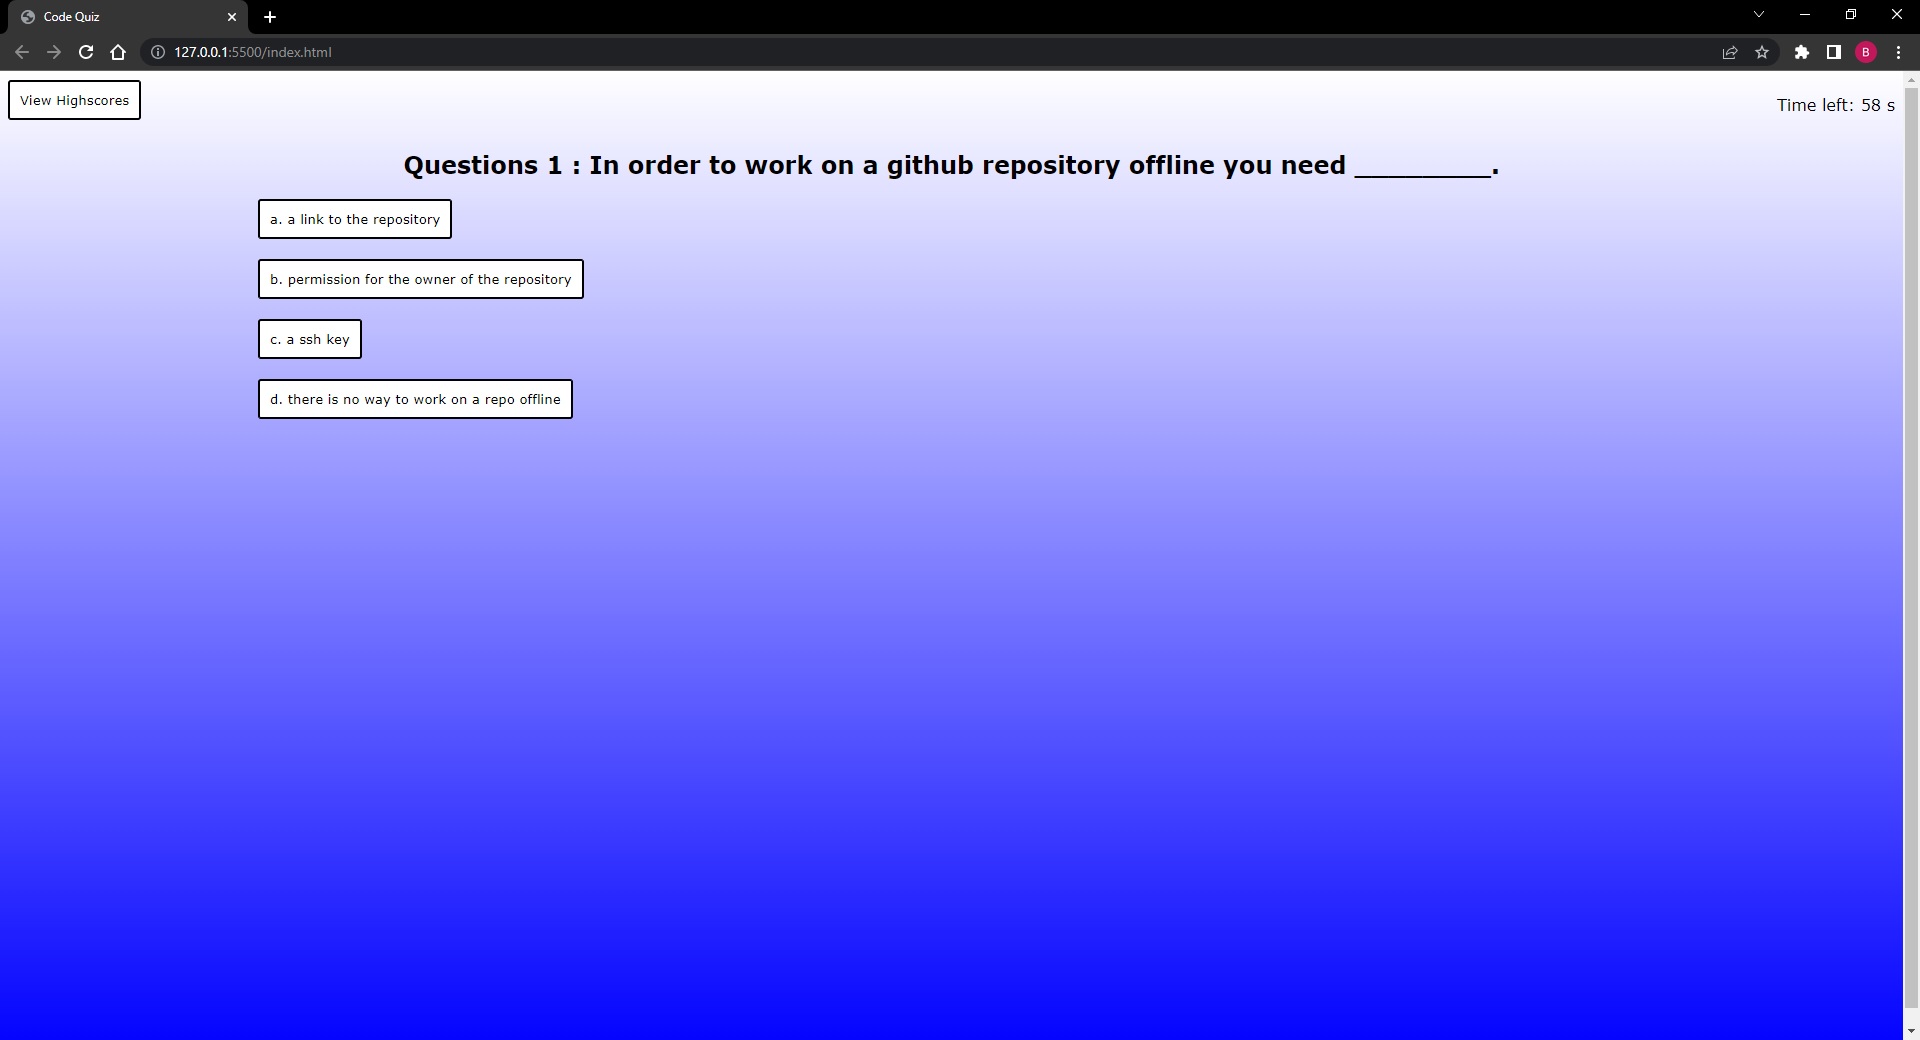 Code Quiz
127.0.0.1:5500/index.html
B
View Highscores
Time left: 58 s
Questions 1 : In order to work on a github repository offline you need ________.
a. a link to the repository
b. permission for the owner of the repository
c. a ssh key
d. there is no way to work on a repo offline